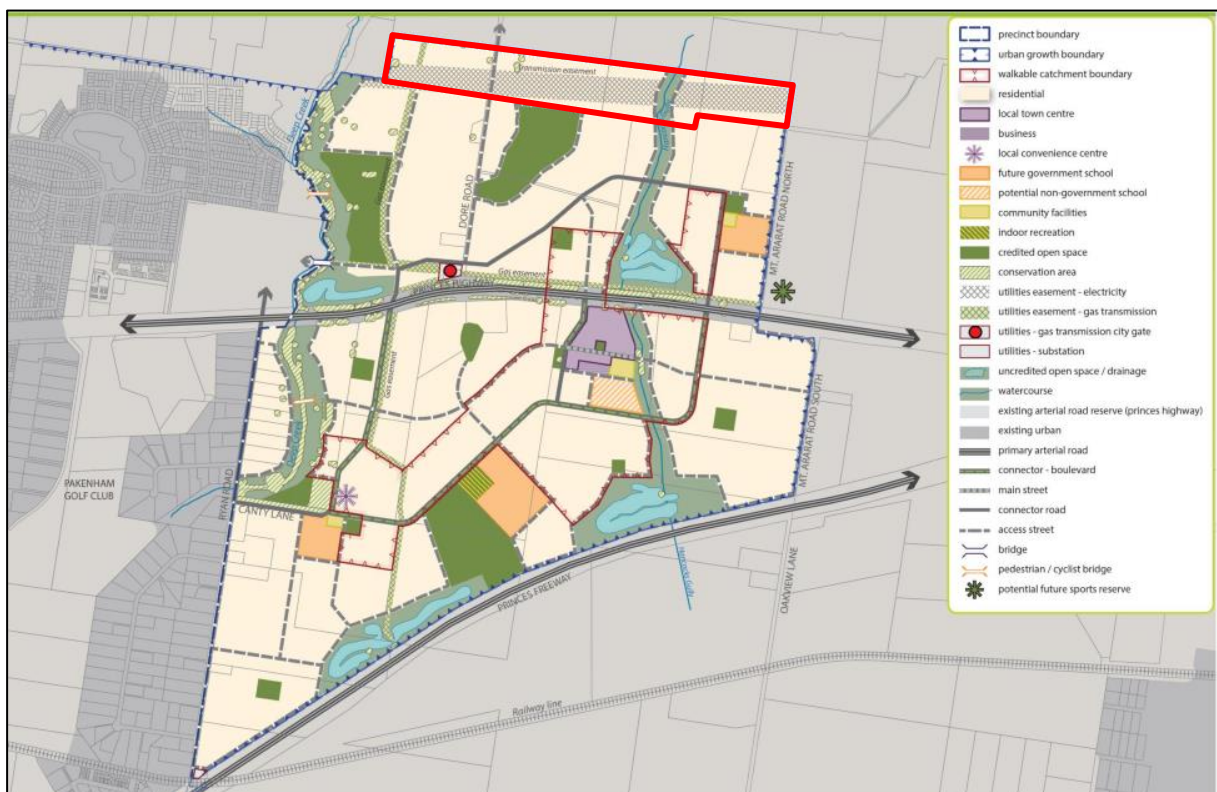 precinct boundary
urban growth boundary
walkable catchment boundary
residential
local town centre
business
local convenience centre
future government school
potential non-government school
community facilities
indoor recreation
credited open space
conservation area
utilities easement - electricity
utilities easement - gas transmission
utilities - gas transmission city gate
utilities - substation
uncredited open space / drainage
watercourse
existing arterial road reserve (princes highway)
existing urban
primary arterial road
connector - boulevard
main street
connector road
access street
bridge
pedestrian / cyclist bridge
potential future sports reserve
Transmission easement
Deep Creek
DORE ROAD
MT. ARARAT ROAD NORTH
Gas easement
Gas easement
MT. ARARAT ROAD SOUTH
PAKENHAM
GOLF CLUB
RYAN ROAD
CANTY LANE
PRINCES FREEWAY
OAKVIEW LANE
Railway line